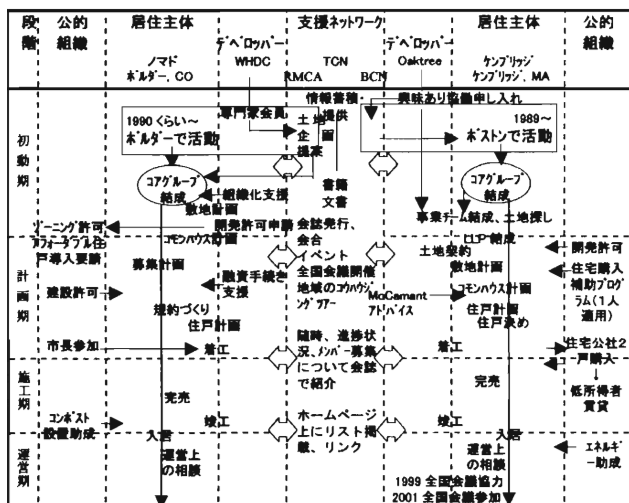 段階
公的組織
居住主体
支援ネットワーク
居住主体
公的組織
ノマド
ボルダー, CO
デベロッパー
WHDC
TCN
RMCA
BCN
デベロッパー
Oaktree
ケンブリッジ
ケンブリッジ, MA
初動期
1990 くらい～
ボルダーで活動
専門家会員
土地
企画
提案
情報蓄積・
提供
興味あり協働申し入れ
1989～
ボストンで活動
コアグループ
結成
組織化支援
敷地計画
書籍
文書
コアグループ
結成
事業チーム結成、土地探し
ゾーニング許可
アフォータブル住
戸導入要請
開発許可申請
コモンハウス計画
会誌発行、
会合
イベント
全国会議開催
地域のコウハウジ
ングツアー
LLP 結成
土地契約
敷地計画
開発許可
計画期
募集計画
融資手続き
支援
McCamant
アドバイス
コモンハウス計画
住宅購入
補助プログ
ラム(1人
適用)
建設許可
規約づくり
住戸計画
住戸計画
住戸決め
市長参加
着工
随時、進捗状
況、メンバー募集
について会誌
で紹介
着工
住宅公社2
戸購入
↓
低所得者
賃貸
施工期
完売
完売
コンポスト
設置助成
竣工
ホームページ
上にリスト掲
載、リンク
竣工
運営期
入居
運営上
の相談
入居
運営上
の相談
エネルギ
ー助成
1999 全国会議協力
2001 全国会議参加